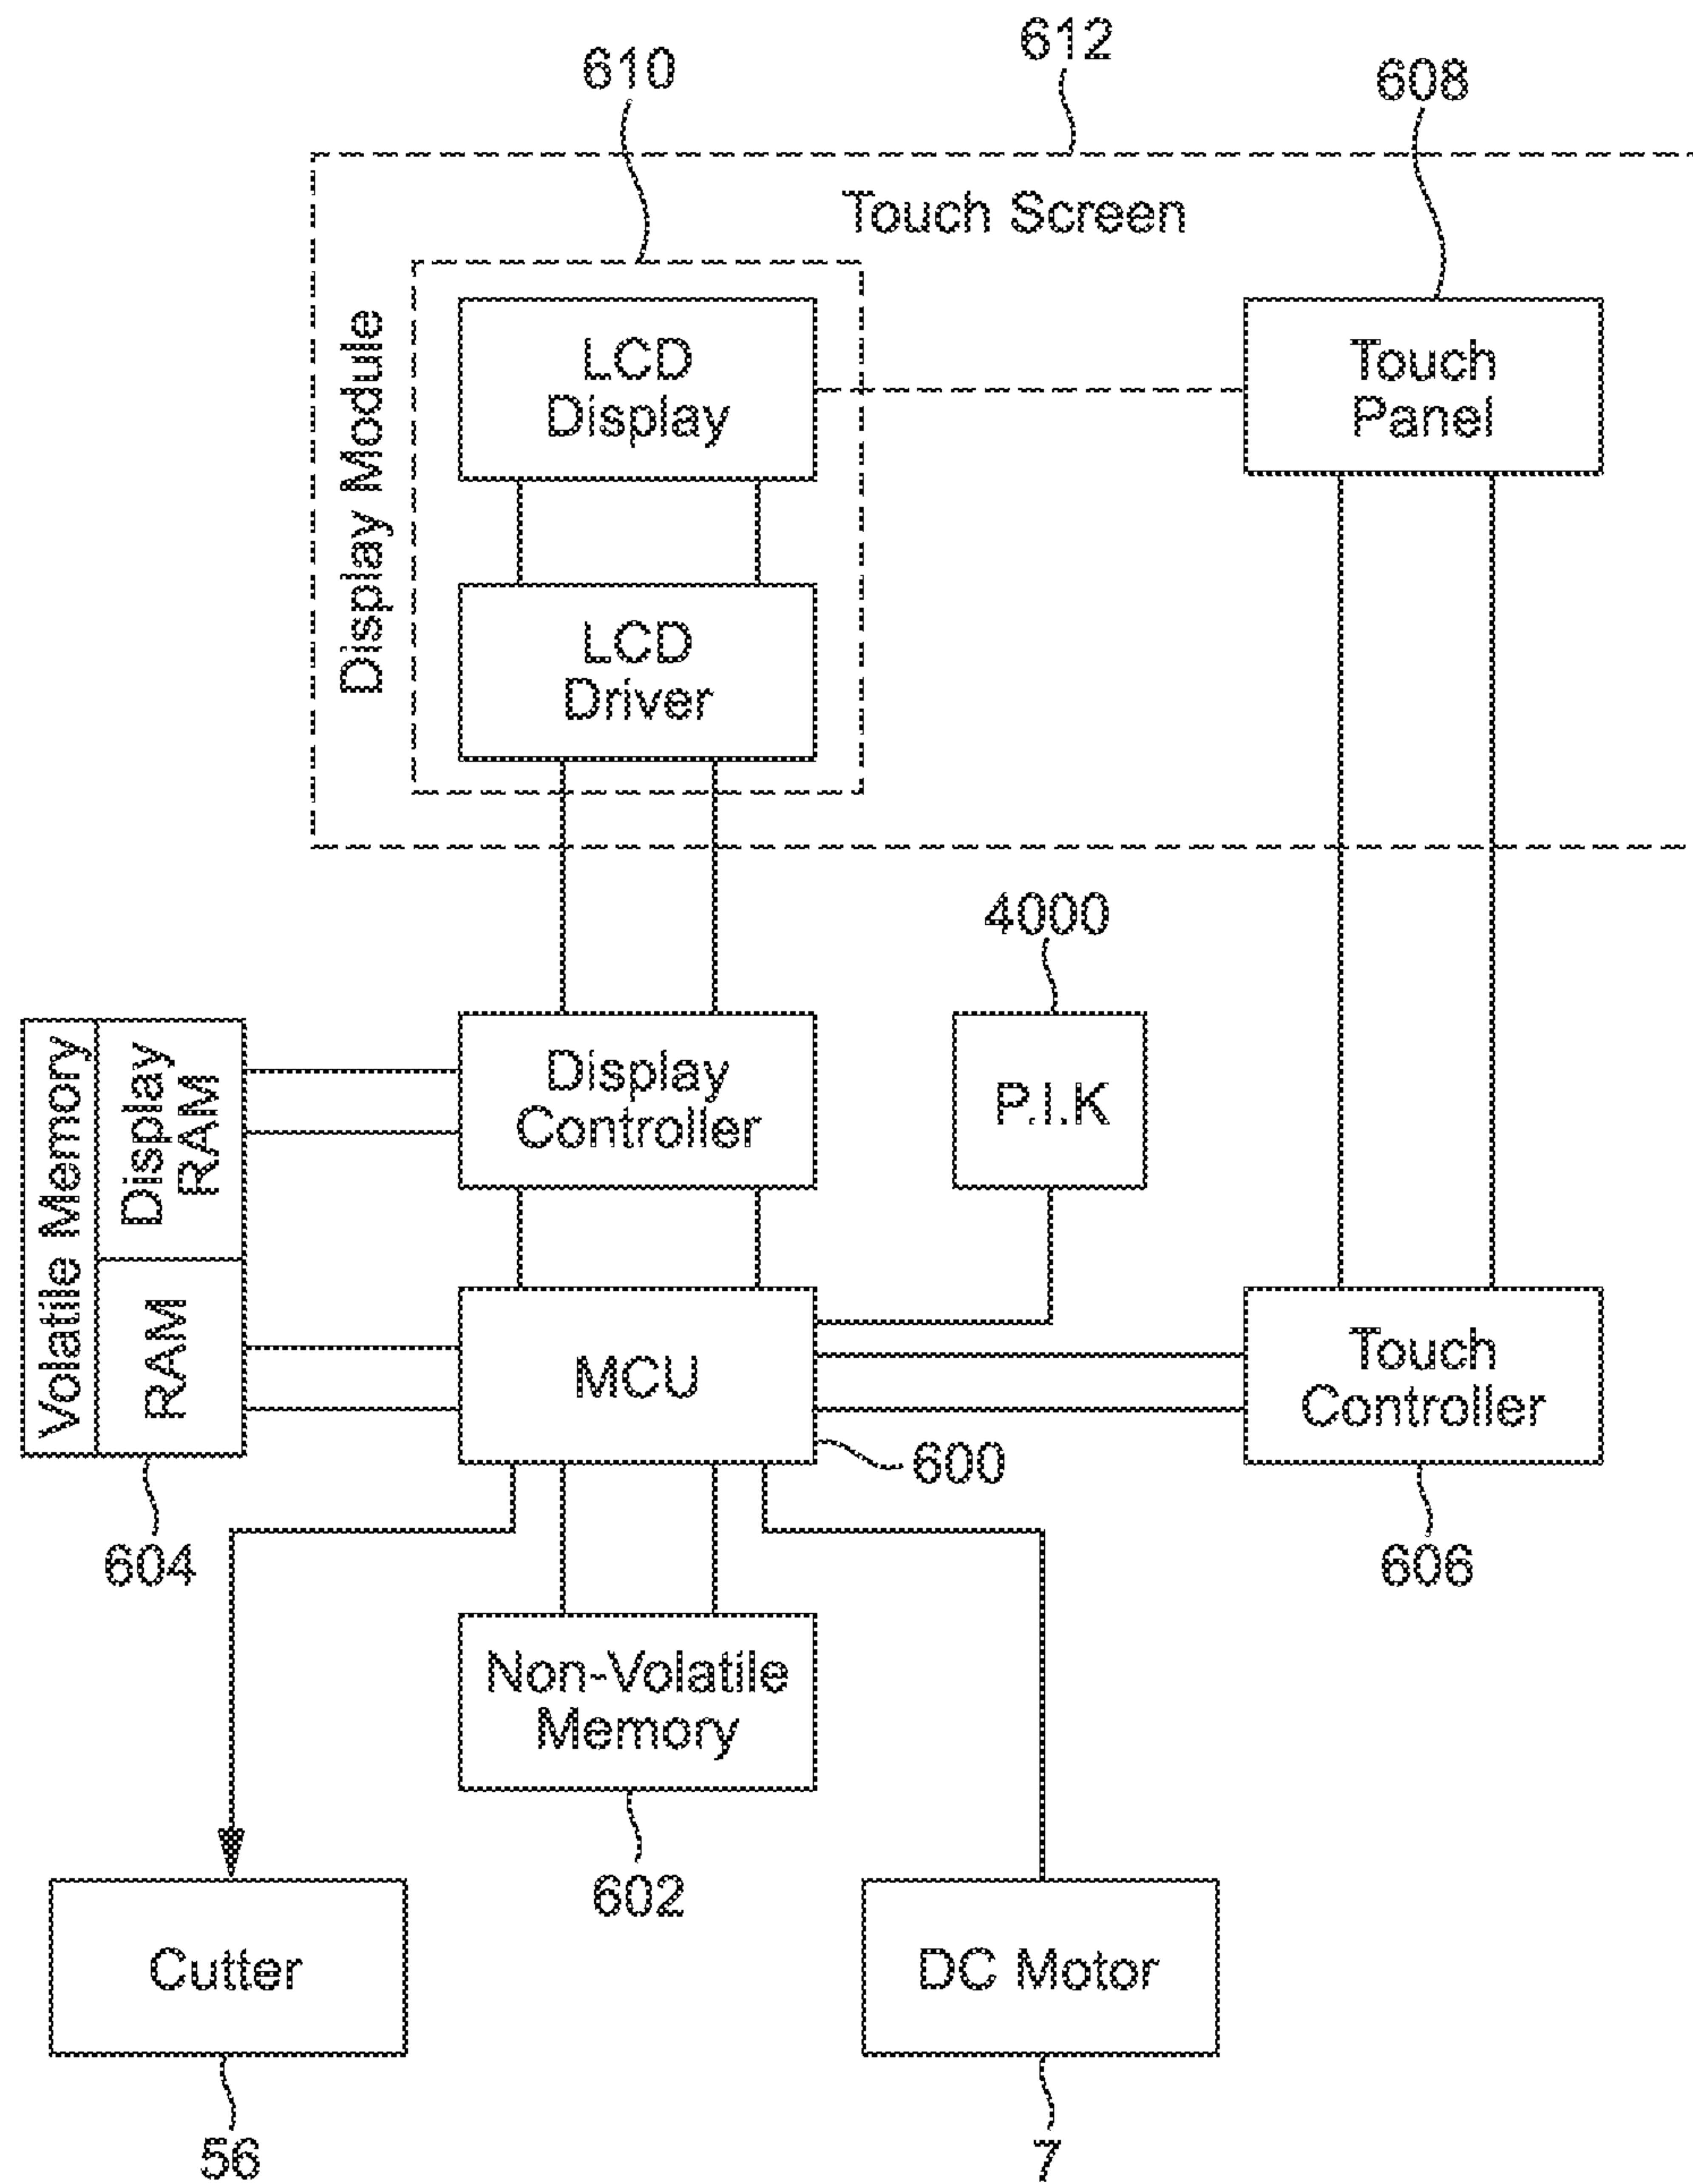 612
610
608
Touch Screen
Display Module
LCD
Display
Touch
Panel
LCD
Driver
4000
Volatile Memory
Display
RAM
RAM
Display
Controller
P.I.K
MCU
Touch
Controller
600
604
606
Non-Volatile
Memory
602
Cutter
DC Motor
56
7